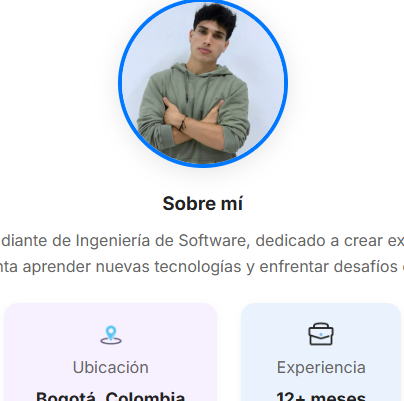 Sobre mí
diante de Ingeniería de Software, dedicado a crear ex
nta aprender nuevas tecnologías y enfrentar desafíos
Ubicación
Experiencia
Bogotá, Colombia
12+ meses